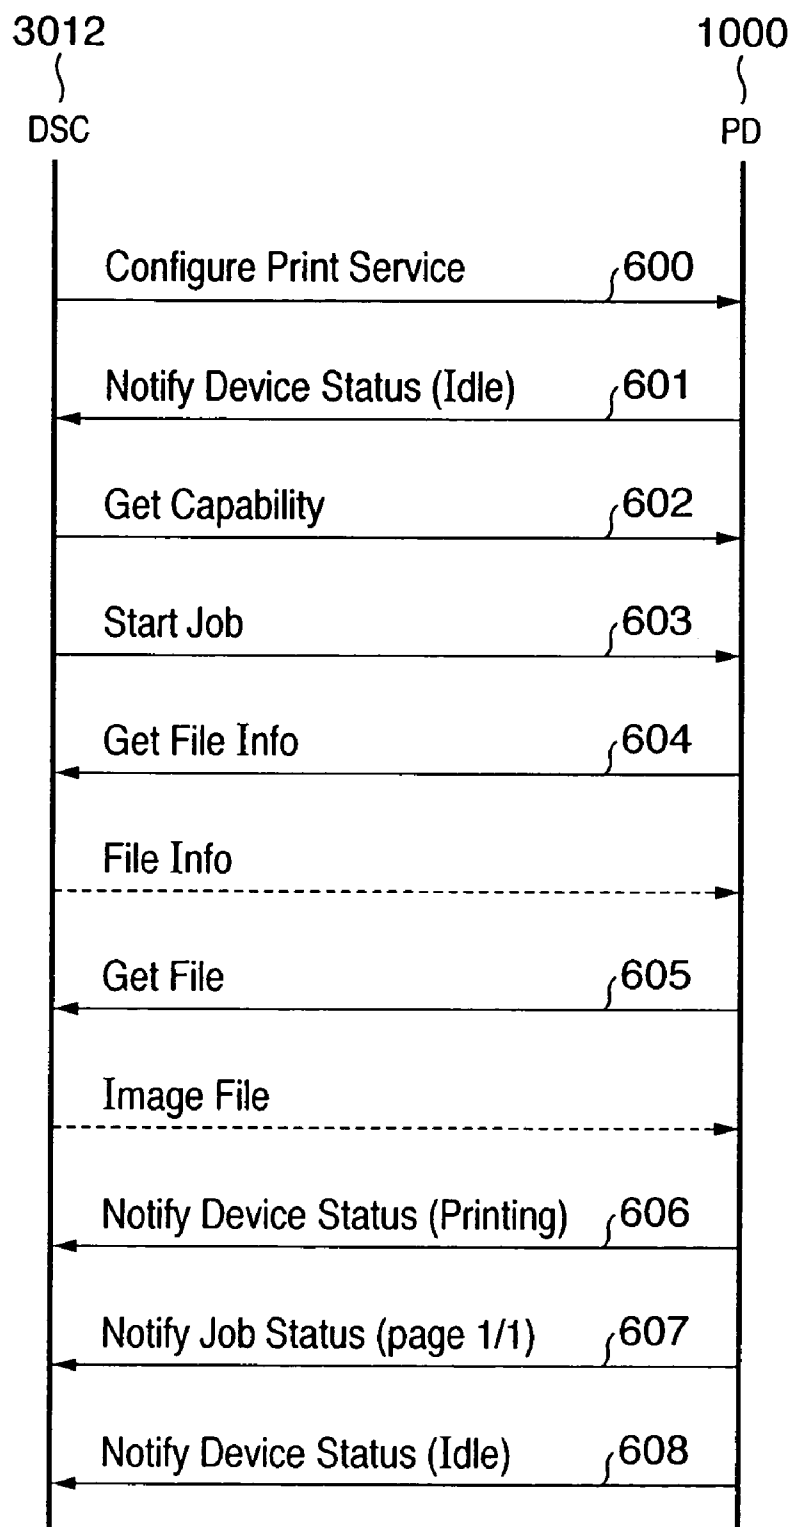 3012 1000
DSC PD
Configure Print Service 600
Notify Device Status (Idle) 601
Get Capability 602
Start Job 603
Get File Info 604
File Info
Get File 605
Image File
Notify Device Status (Printing) 606
Notify Job Status (page 1/1) 607
Notify Device Status (Idle) 608